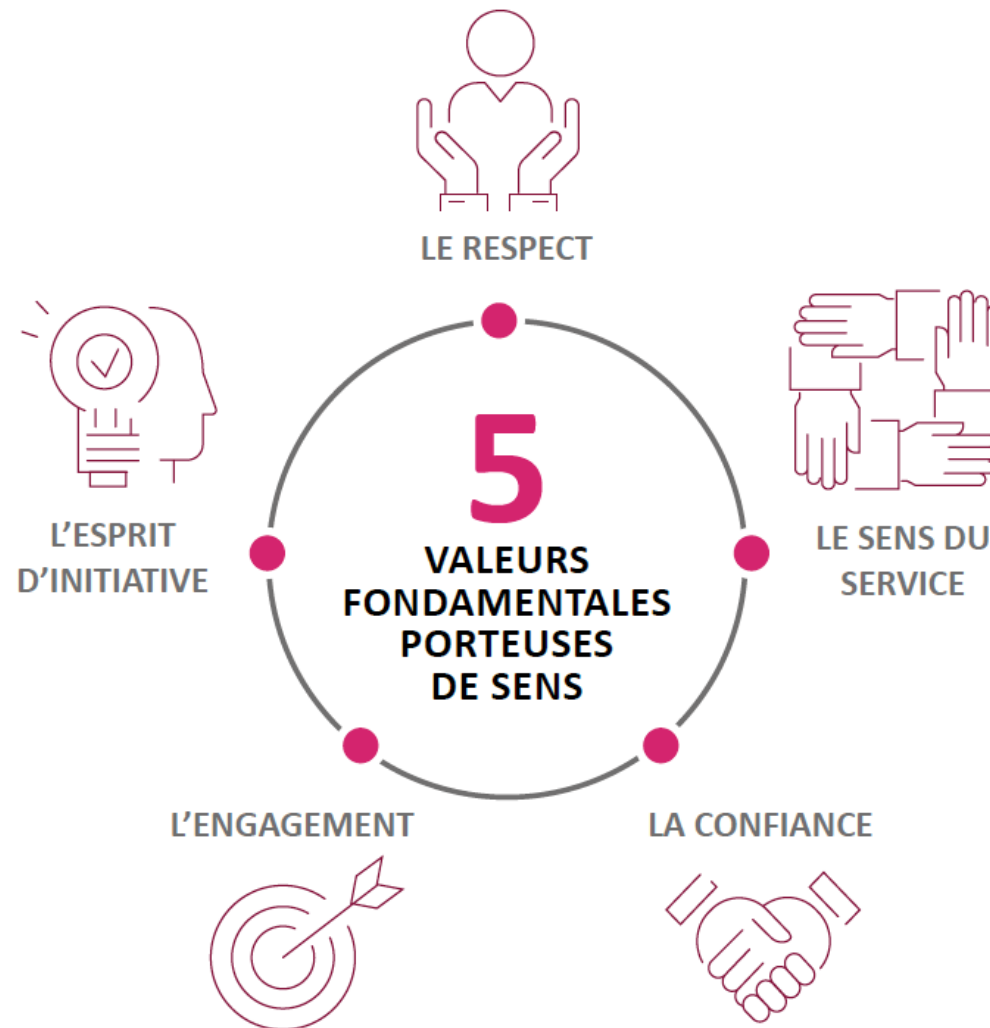 LE RESPECT
L'ESPRIT
D'INITIATIVE
5
VALEURS
FONDAMENTALES
PORTEUSES
DE SENS
LE SENS DU
SERVICE
L'ENGAGEMENT
LA CONFIANCE